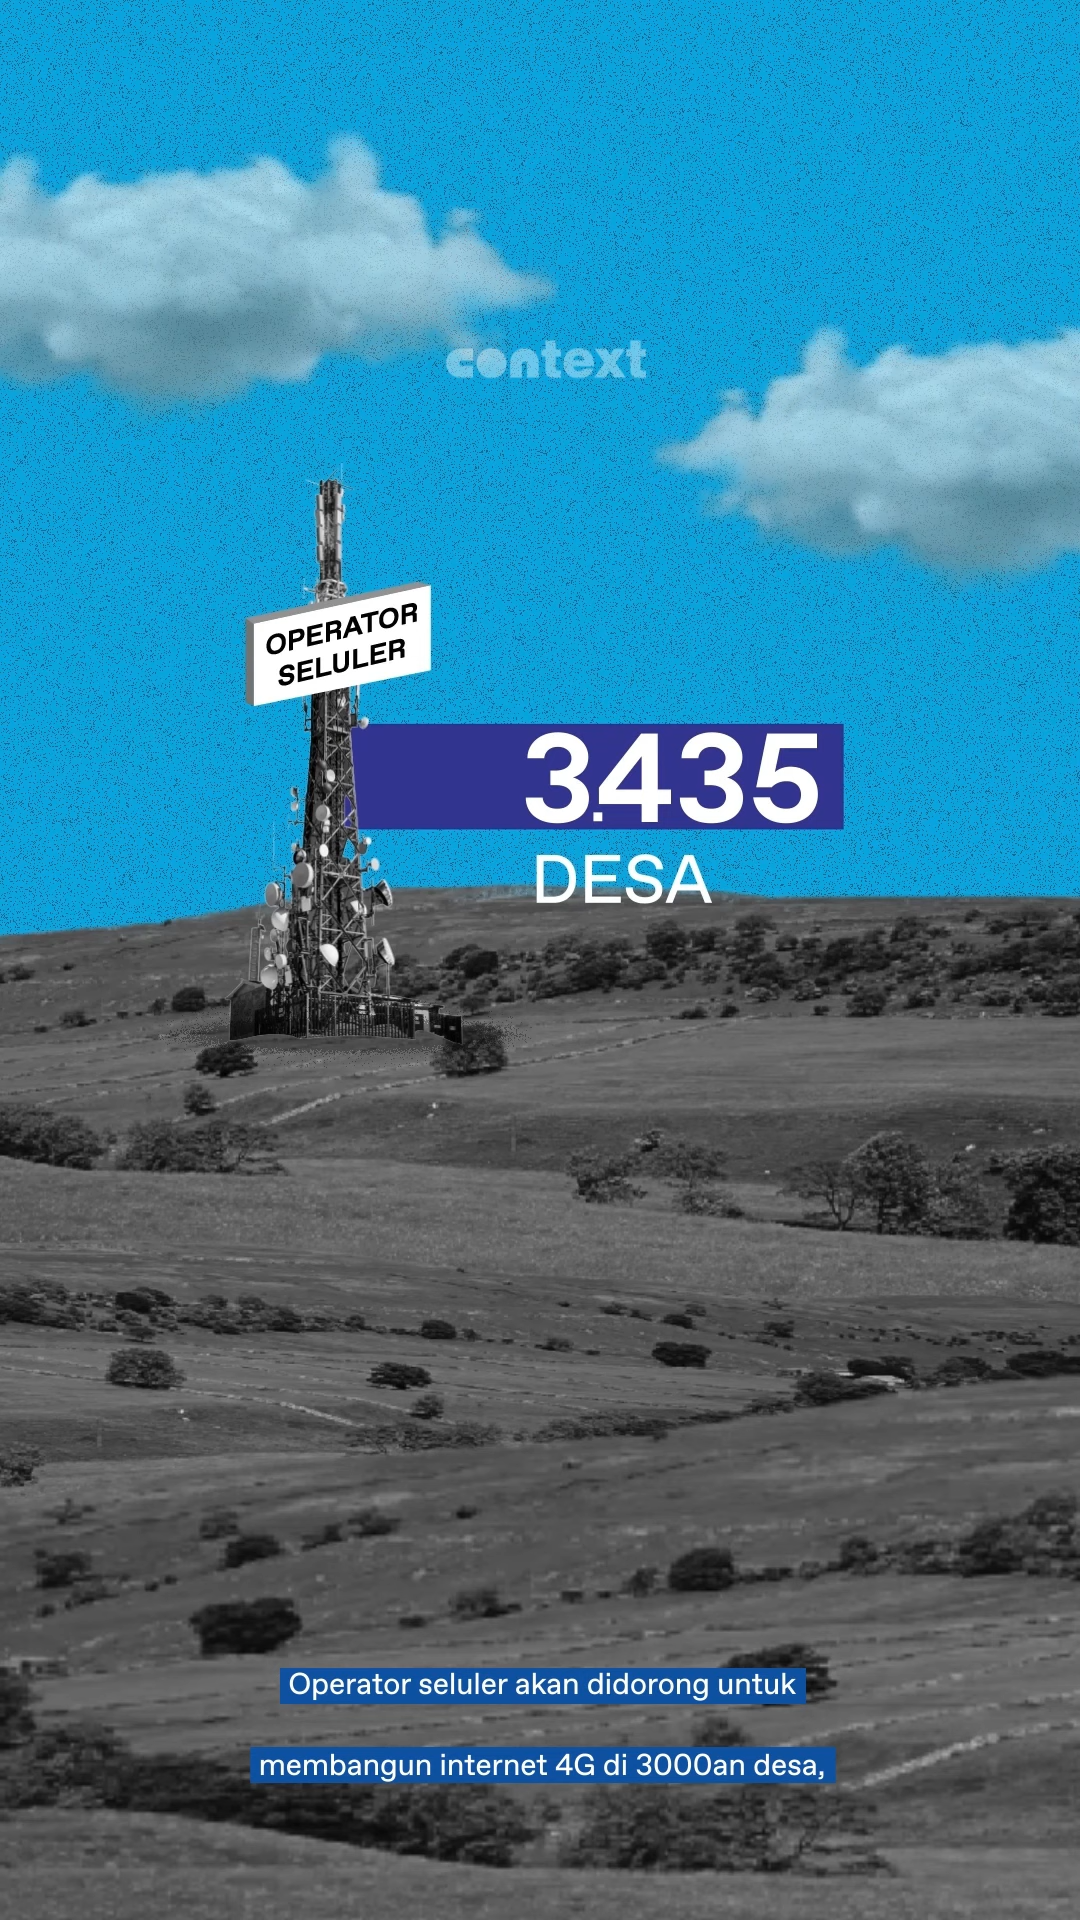 context
OPERATOR
SELULER
3.435
DESA
Operator seluler akan didorong untuk
membangun internet 4G di 3000an desa,